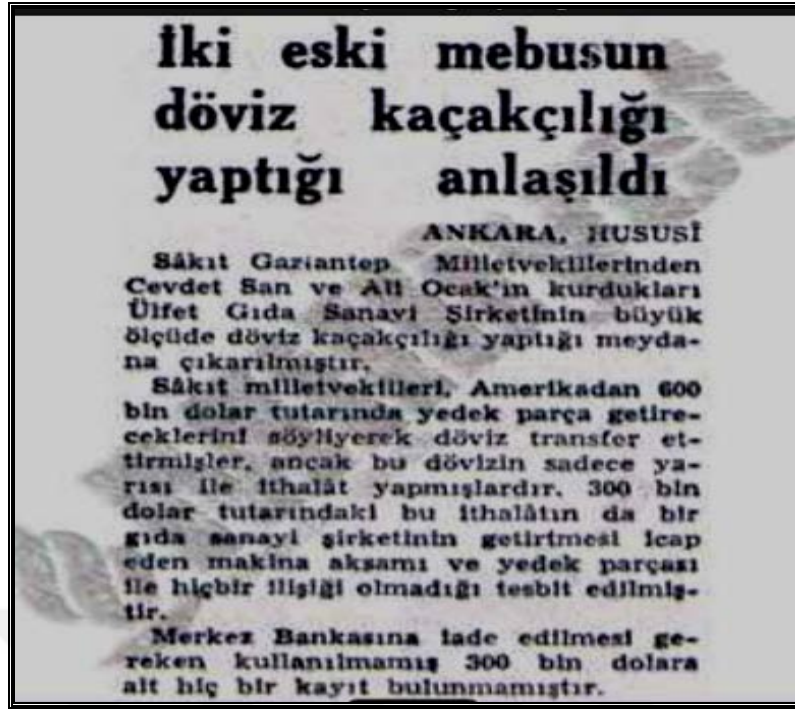 İki eski mebusun
döviz kaçakçılığı
yaptığı anlaşıldı
ANKARA, HUSUSİ
Sâkıt Gaziantep Milletvekillerinden
Cevdet San ve Ali Ocak'ın kurdukları
Ülfet Gıda Sanayi Şirketinin büyük
ölçüde döviz kaçakçılığı yaptığı meyda-
na çıkarılmıştır.
Sâkıt milletvekilleri, Amerikadan 600
bin dolar tutarında yedek parça getire-
ceklerini söyliyerek döviz transfer et-
tirmişler, ancak bu dövizin sadece ya-
rısı ile ithalât yapmışlardır. 300 bin
dolar tutarındaki bu ithalâtın da bir
gıda sanayi şirketinin getirtmesi icap
eden makina aksamı ve yedek parçası
ile hiçbir ilişiği olmadığı tesbit edilmiş-
tir.
Merkez Bankasına iade edilmesi ge-
reken kullanılmamış 300 bin dolara
ait hiç bir kayıt bulunmamıştır.